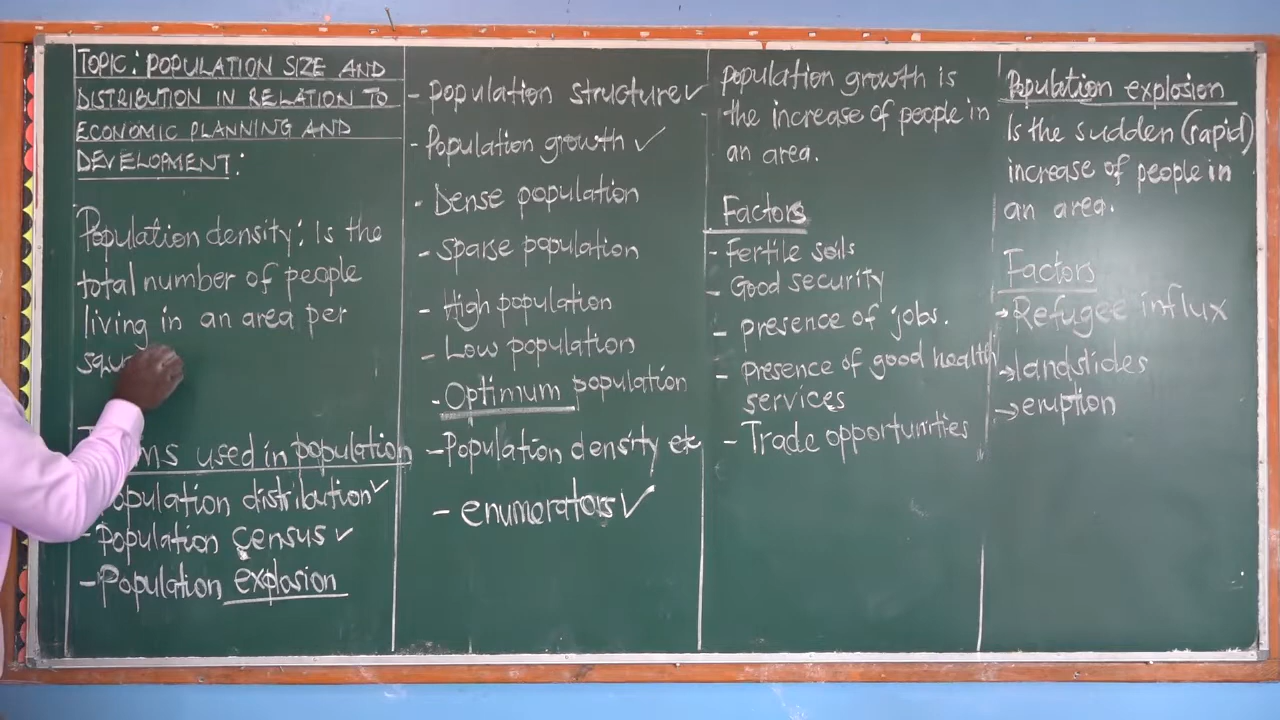 TOPIC: POPULATION SIZE AND
DISTRIBUTION IN RELATION TO
ECONOMIC PLANNING AND
DEVELOPMENT:
Population density: Is the
total number of people
living in an area per
used in population
Population distribution ✓
- Population census ✓
- Population explosion
- Population structure ✓
- Population growth ✓
- Dense population
- Sparse population
- High population
- Low population
- Optimum population
- Population density etc
- enumerators ✓
population growth is
the increase of people in
an area.
Factors
- Fertile soils
- Good security
- presence of jobs.
- presence of good health
services
- Trade opportunities
Population explosion
Is the sudden (rapid)
increase of people in
an area.
Factors
→ Refugee influx
→ landslides
→ eruption